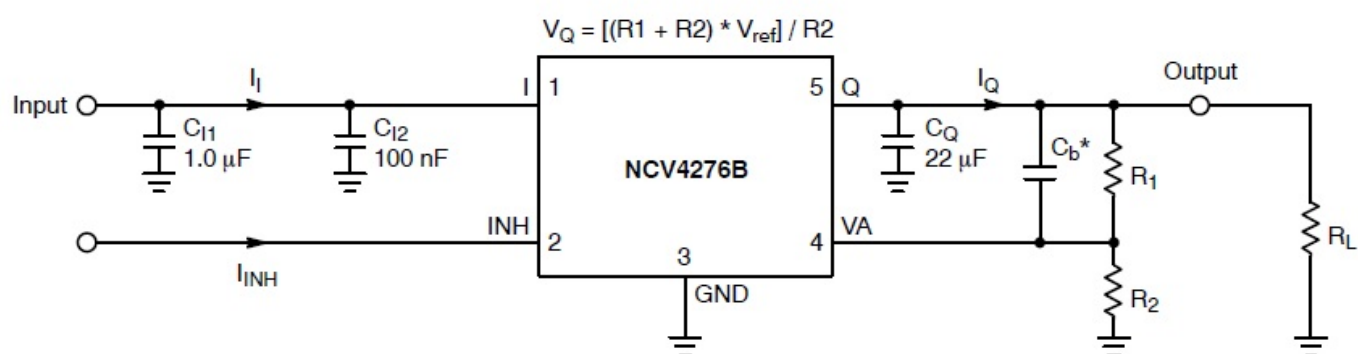 V_Q = [((R1 + R2) * V_ref] / R2
Input
I_I
C_I1
1.0 µF
C_I2
100 nF
I
1
5
Q
I_Q
Output
C_Q
22 µF
C_b*
R_1
NCV4276B
INH
2
3
4
VA
I_INH
GND
R_2
R_L